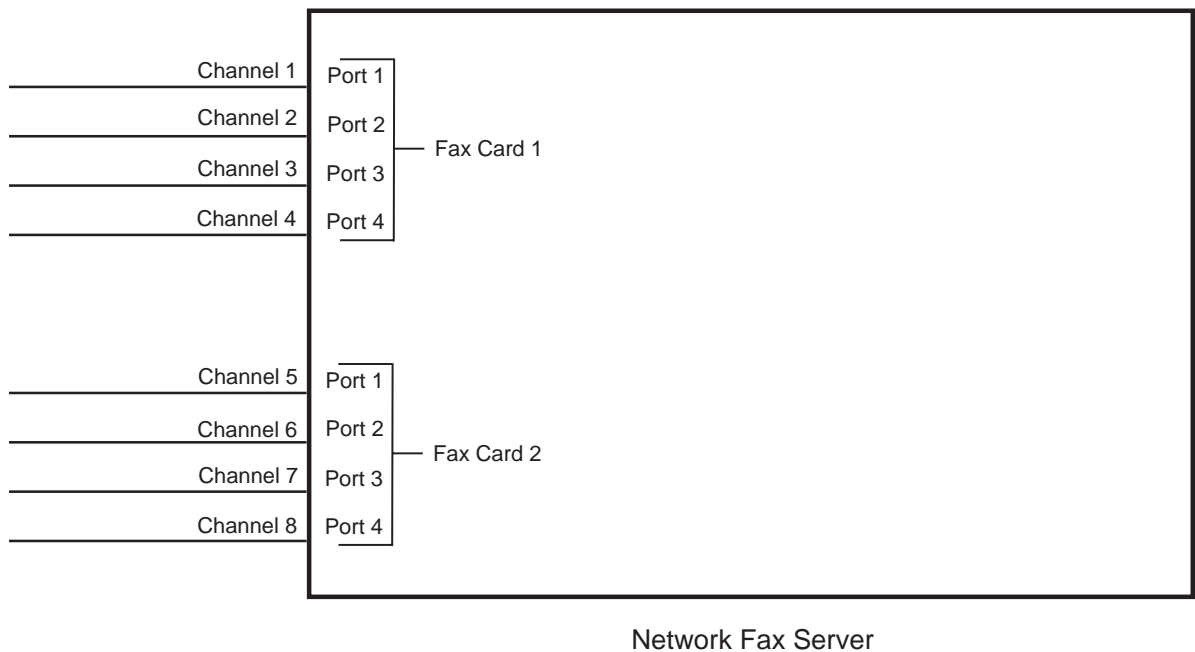 Channel 1 Port 1
Channel 2 Port 2
Fax Card 1
Channel 3 Port 3
Channel 4 Port 4
Channel 5 Port 1
Channel 6 Port 2
Fax Card 2
Channel 7 Port 3
Channel 8 Port 4
Network Fax Server